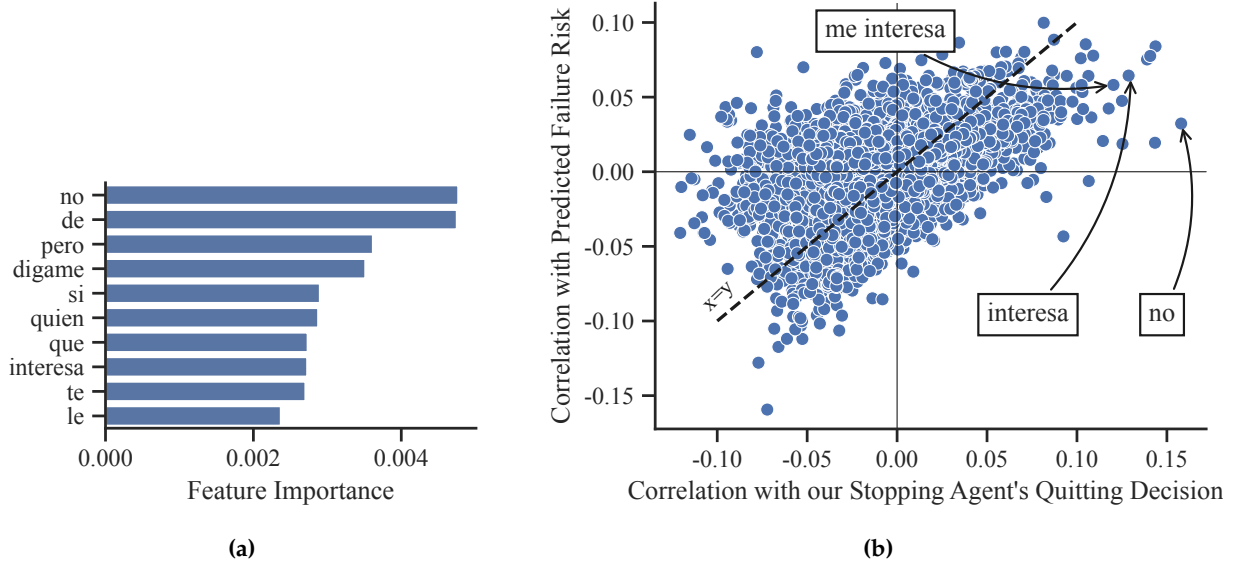 no
de
pero
digame
si
quien
que
interesa
te
le
0.000
0.002
0.004
Feature Importance
(a)
Correlation with Predicted Failure Risk
0.10
0.05
0.00
-0.05
-0.10
-0.15
me interesa
x=y
interesa
no
-0.10
-0.05
0.00
0.05
0.10
0.15
Correlation with our Stopping Agent's Quitting Decision
(b)